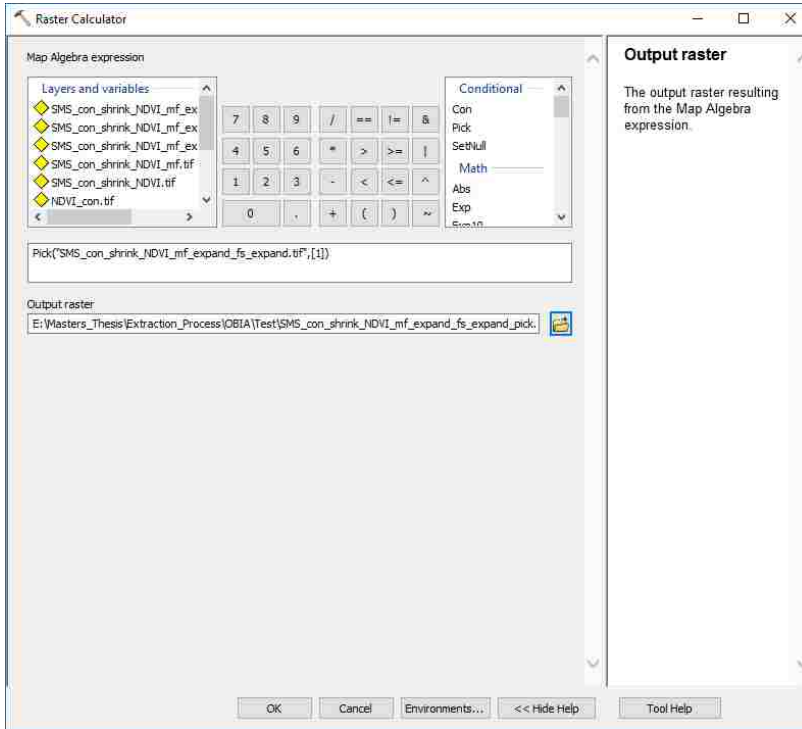 Raster Calculator
Map Algebra expression
Layers and variables
SMS_con_shrink_NDVI_mf_ex
SMS_con_shrink_NDVI_mf_ex
SMS_con_shrink_NDVI_mf_ex
SMS_con_shrink_NDVI_mf.tif
SMS_con_shrink_NDVI.tif
NDVI_con.tif
7 8 9 / == != &
4 5 6 * > >= |
1 2 3 - < <= ^
0 . + ( ) ~
Conditional
Con
Pick
SetNull
Math
Abs
Exp
Exp10
Pick("SMS_con_shrink_NDVI_mf_expand_fs_expand.tif",[1])
Output raster
E:\Masters_Thesis\Extraction_Process\OBIA\Test\SMS_con_shrink_NDVI_mf_expand_fs_expand_pick.
OK Cancel Environments... << Hide Help Tool Help
Output raster
The output raster resulting
from the Map Algebra
expression.